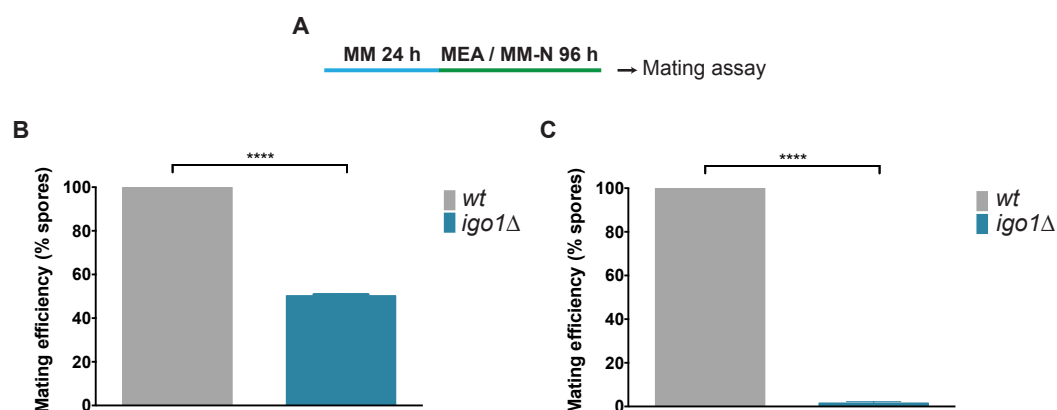 A
MM 24 h MEA / MM-N 96 h
→ Mating assay
B
Mating efficiency (% spores)
100
80
60
40
20
0
****
wt
igo1Δ
C
Mating efficiency (% spores)
100
80
60
40
20
0
****
wt
igo1Δ